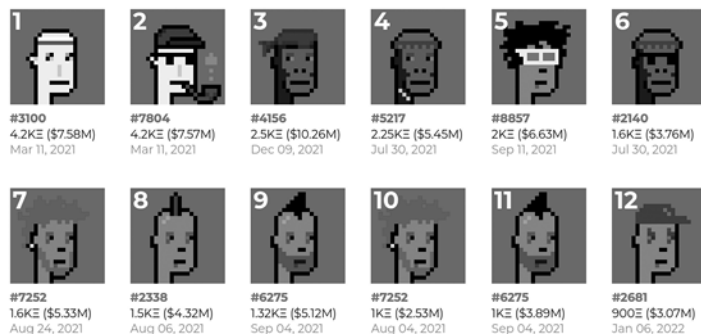 1
#3100
4.2KΞ ($7.58M)
Mar 11, 2021
2
#7804
4.2KΞ ($7.57M)
Mar 11, 2021
3
#4156
2.5KΞ ($10.26M)
Dec 09, 2021
4
#5217
2.25KΞ ($5.45M)
Jul 30, 2021
5
#8857
2KΞ ($6.63M)
Sep 11, 2021
6
#2140
1.6KΞ ($3.76M)
Jul 30, 2021
7
#7252
1.6KΞ ($5.33M)
Aug 24, 2021
8
#2338
1.5KΞ ($4.32M)
Aug 06, 2021
9
#6275
1.32KΞ ($5.12M)
Sep 04, 2021
10
#7252
1KΞ ($2.53M)
Aug 04, 2021
11
#6275
1KΞ ($3.89M)
Sep 04, 2021
12
#2681
900Ξ ($3.07M)
Jan 06, 2022